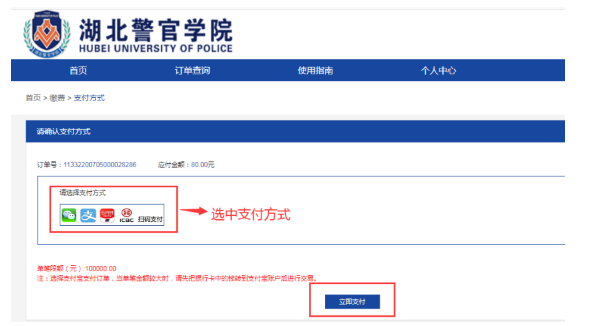 湖北警官学院
HUBEI UNIVERSITY OF POLICE
首页 订单查询 使用指南 个人中心
首页 > 缴费 > 支付方式
请确认支付方式
订单号：11332200705000028286 应付金额：80.00元
请选择支付方式
ICBC 扫码支付
选中支付方式
单笔限额（元）100000.00
注：选择支付宝支付订单，当单笔金额较大时，请先把银行卡中的钱转到支付宝账户后进行交易。
立即支付